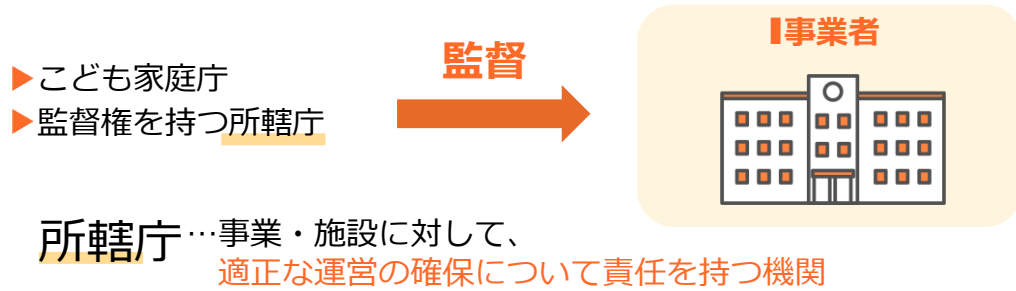 ▶こども家庭庁
▶監督権を持つ所轄庁
監督
事業者
所轄庁…事業・施設に対して、
適正な運営の確保について責任を持つ機関